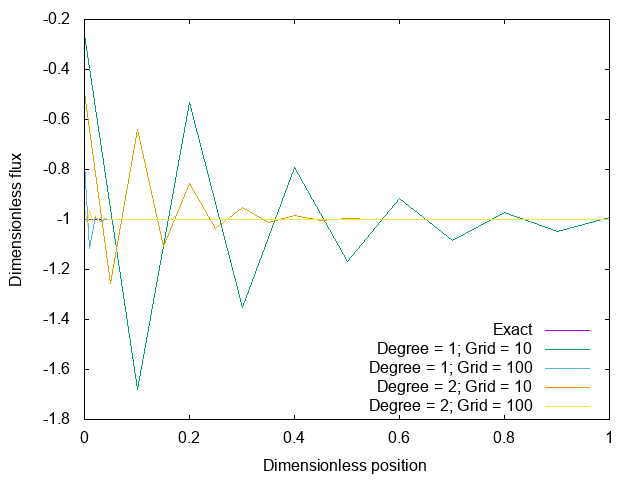 -0.2
-0.4
-0.6
-0.8
-1
-1.2
-1.4
-1.6
-1.8
Dimensionless flux
Exact
Degree = 1; Grid = 10
Degree = 1; Grid = 100
Degree = 2; Grid = 10
Degree = 2; Grid = 100
0 0.2 0.4 0.6 0.8 1
Dimensionless position